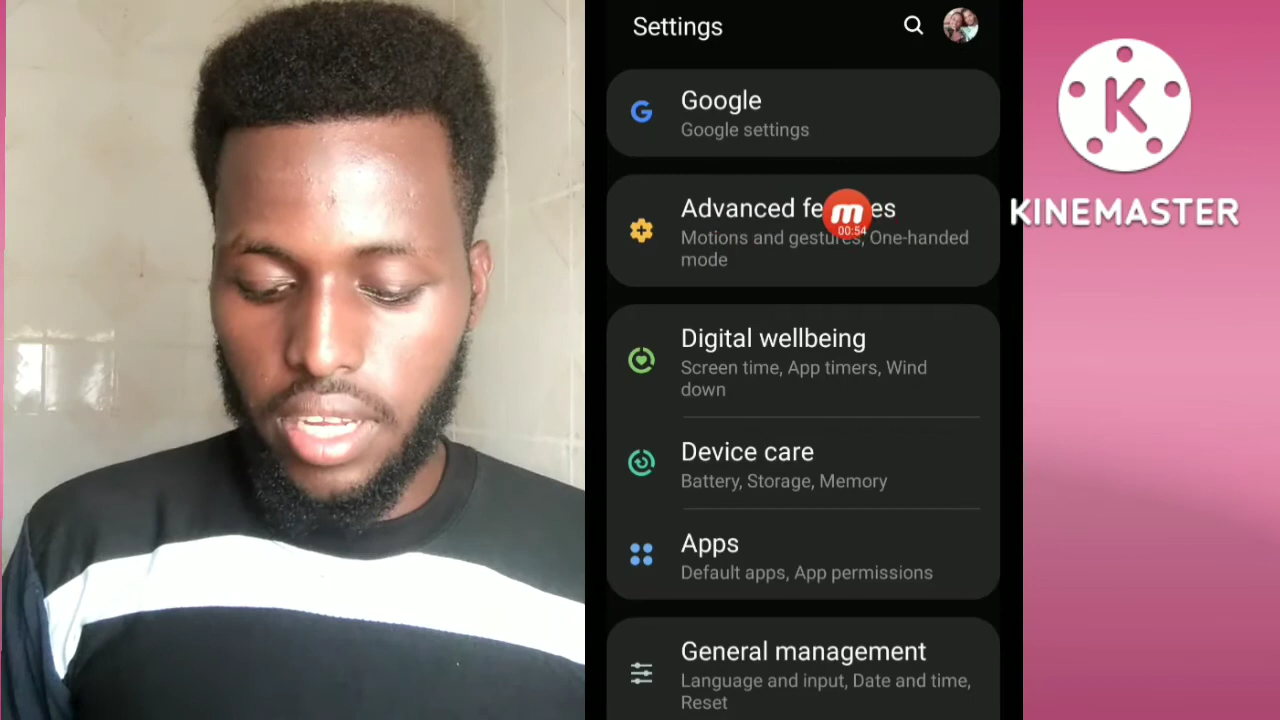 Settings
Google
Google settings
Advanced fe es
Motions and gestures, One-handed
mode
00:54
Digital wellbeing
Screen time, App timers, Wind
down
Device care
Battery, Storage, Memory
Apps
Default apps, App permissions
General management
Language and input, Date and time,
Reset
K
KINEMASTER